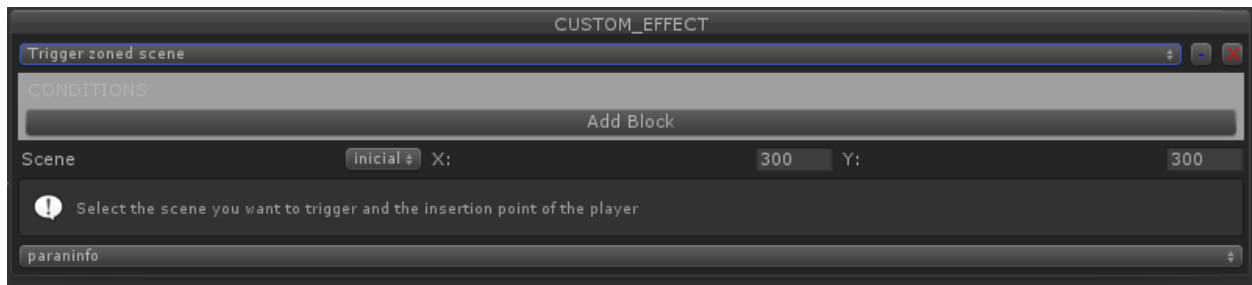 CUSTOM_EFFECT
Trigger zoned scene
- X
CONDITIONS
Add Block
Scene inicial X: 300 Y: 300
! Select the scene you want to trigger and the insertion point of the player
paraninfo